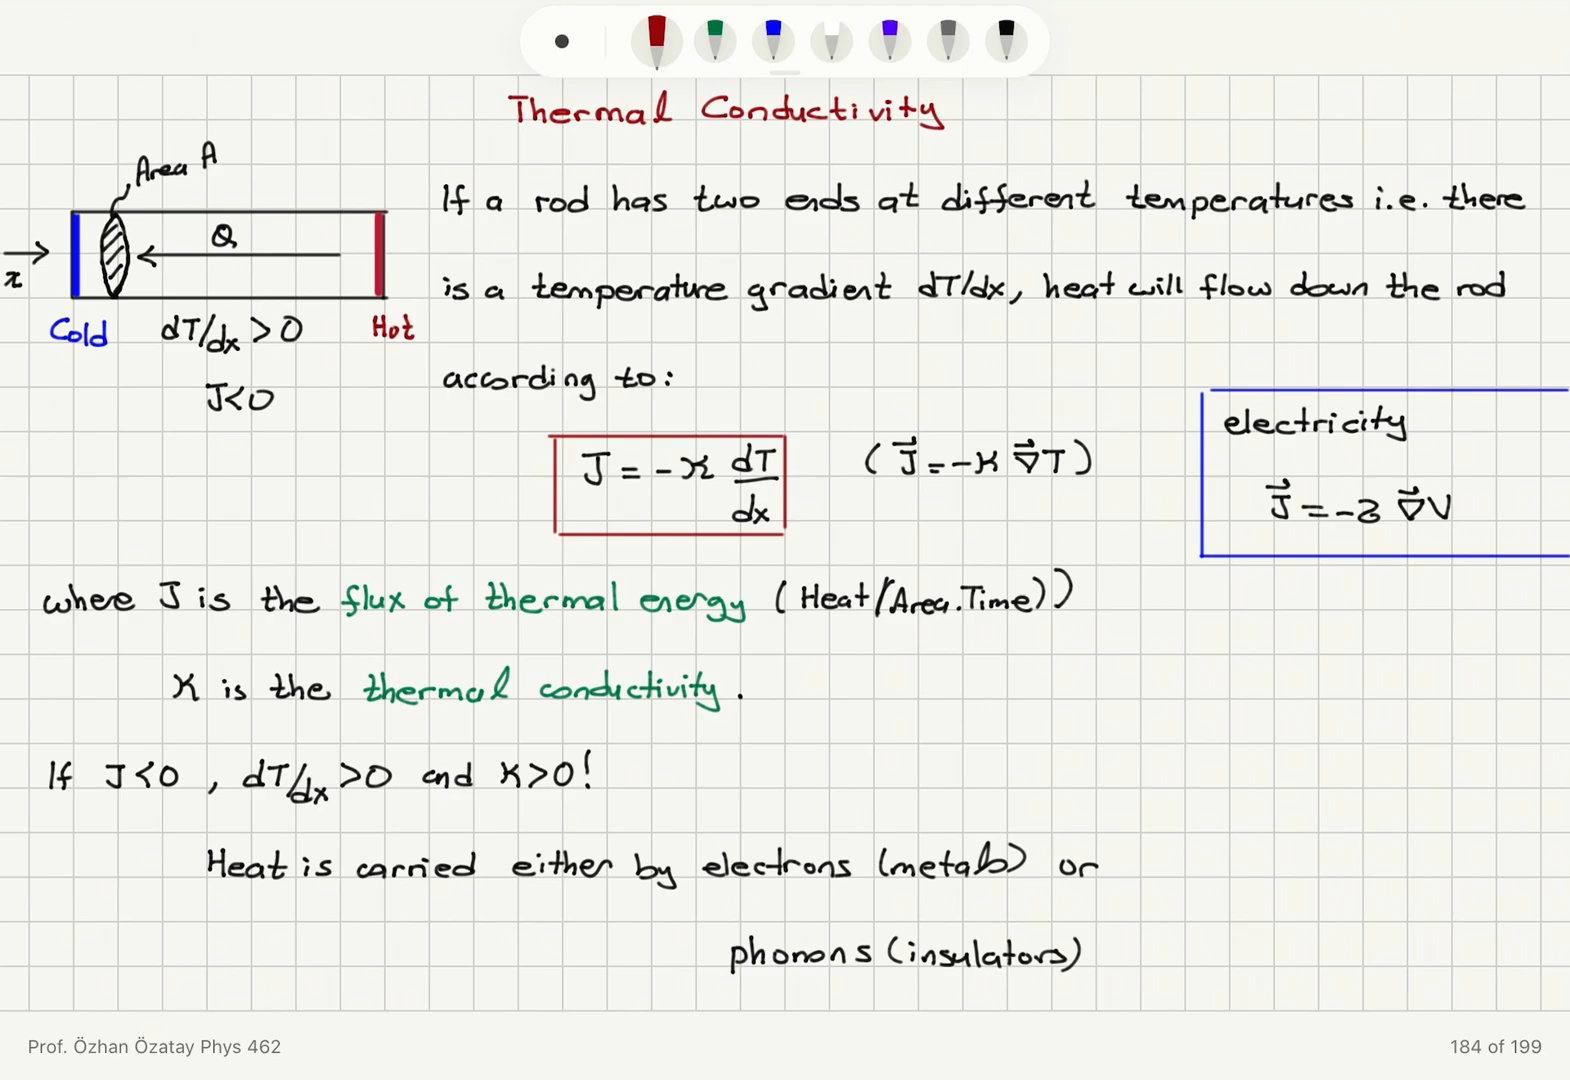 Thermal Conductivity
Area A
Q
x
Cold
dT/dx > 0
Hot
J<0
If a rod has two ends at different temperatures i.e. there
is a temperature gradient dT/dx, heat will flow down the rod
according to:
J = -κ dT/dx
( J⃗ = -κ ∇⃗T )
electricity
J⃗ = -σ ∇⃗V
where J is the flux of thermal energy (Heat/(Area.Time))
κ is the thermal conductivity.
If J<0 , dT/dx >0 and κ>0!
Heat is carried either by electrons (metals) or
phonons (insulators)
Prof. Özhan Özatay Phys 462
184 of 199